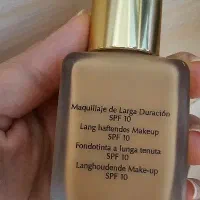 Maquillaje de Larga Duración
SPF 10
Lang haftendes Makeup
SPF 10
Fondotinta a lunga tenuta
SPF 10
Langhoudende Make-up
SPF 10